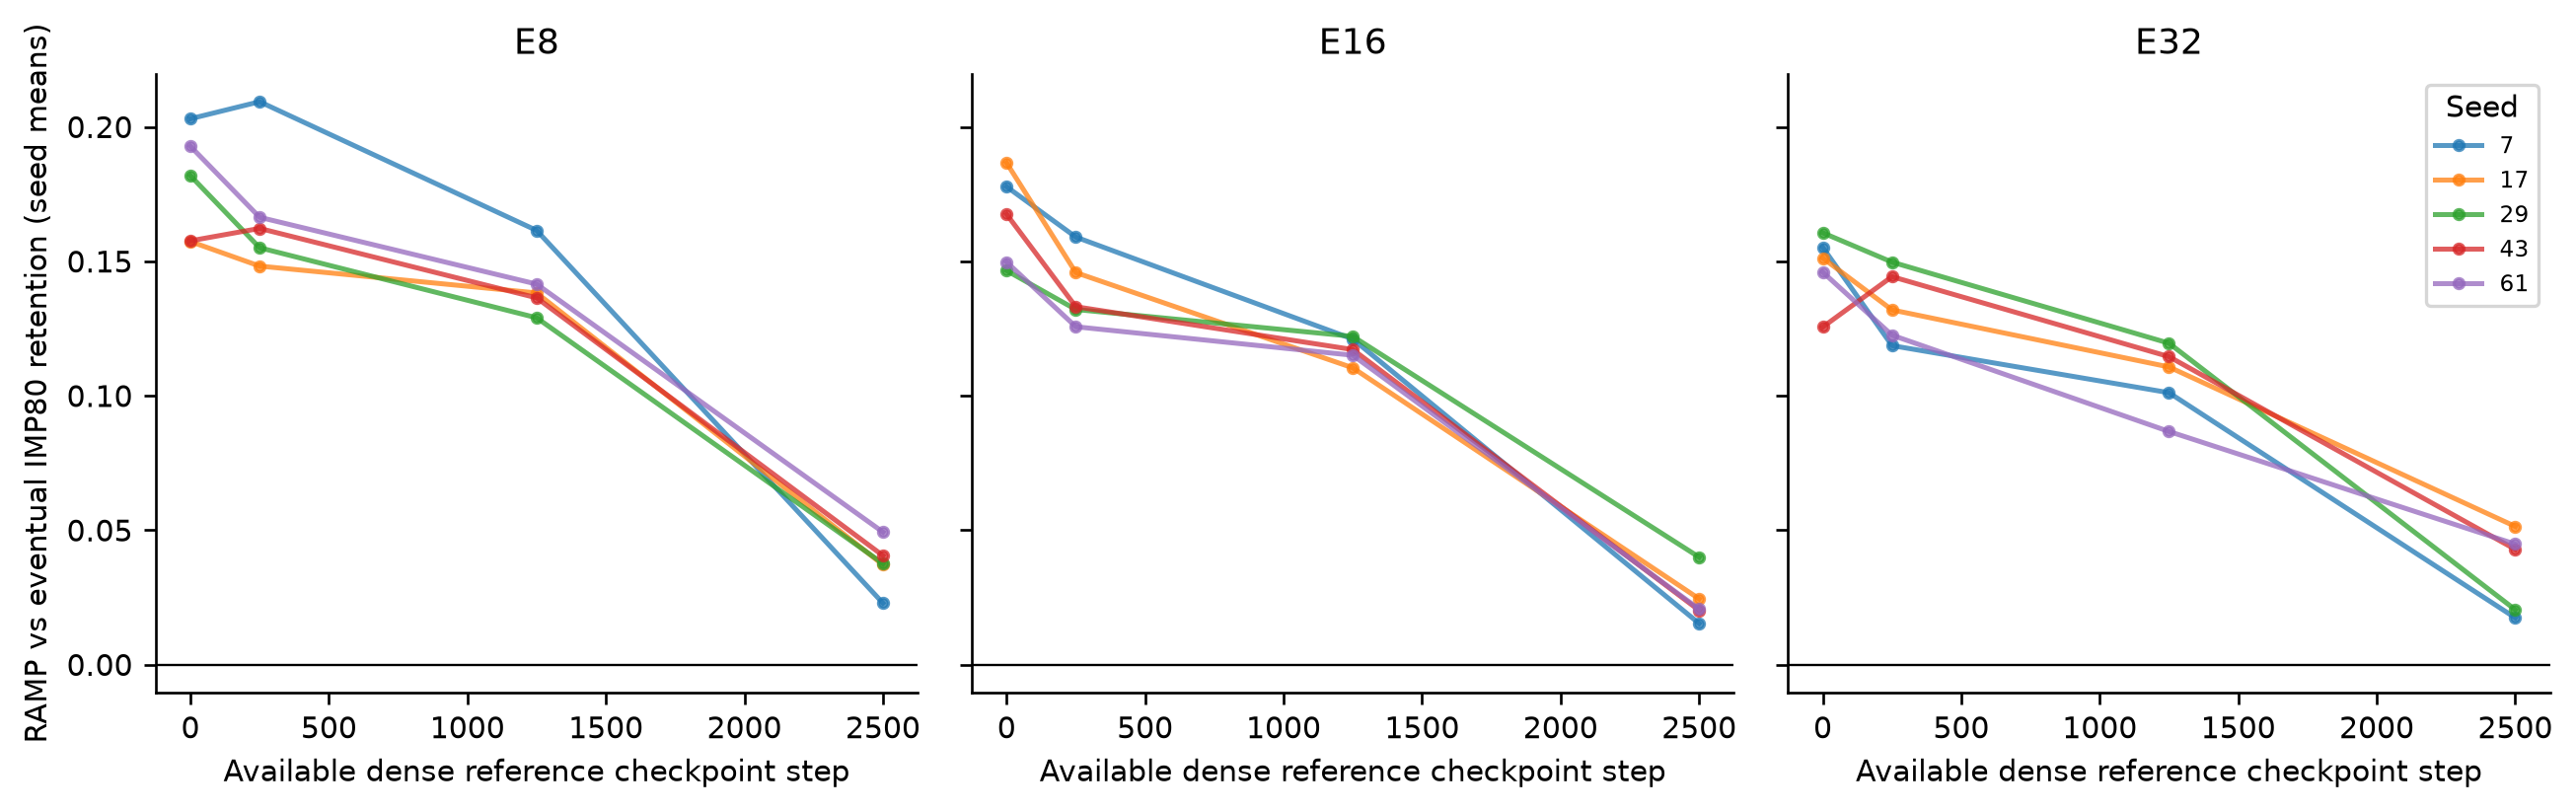 E8
E16
E32
RAMP vs eventual IMP80 retention (seed means)
0.20
0.15
0.10
0.05
0.00
Seed
7
17
29
43
61
0 500 1000 1500 2000 2500
0 500 1000 1500 2000 2500
0 500 1000 1500 2000 2500
Available dense reference checkpoint step
Available dense reference checkpoint step
Available dense reference checkpoint step